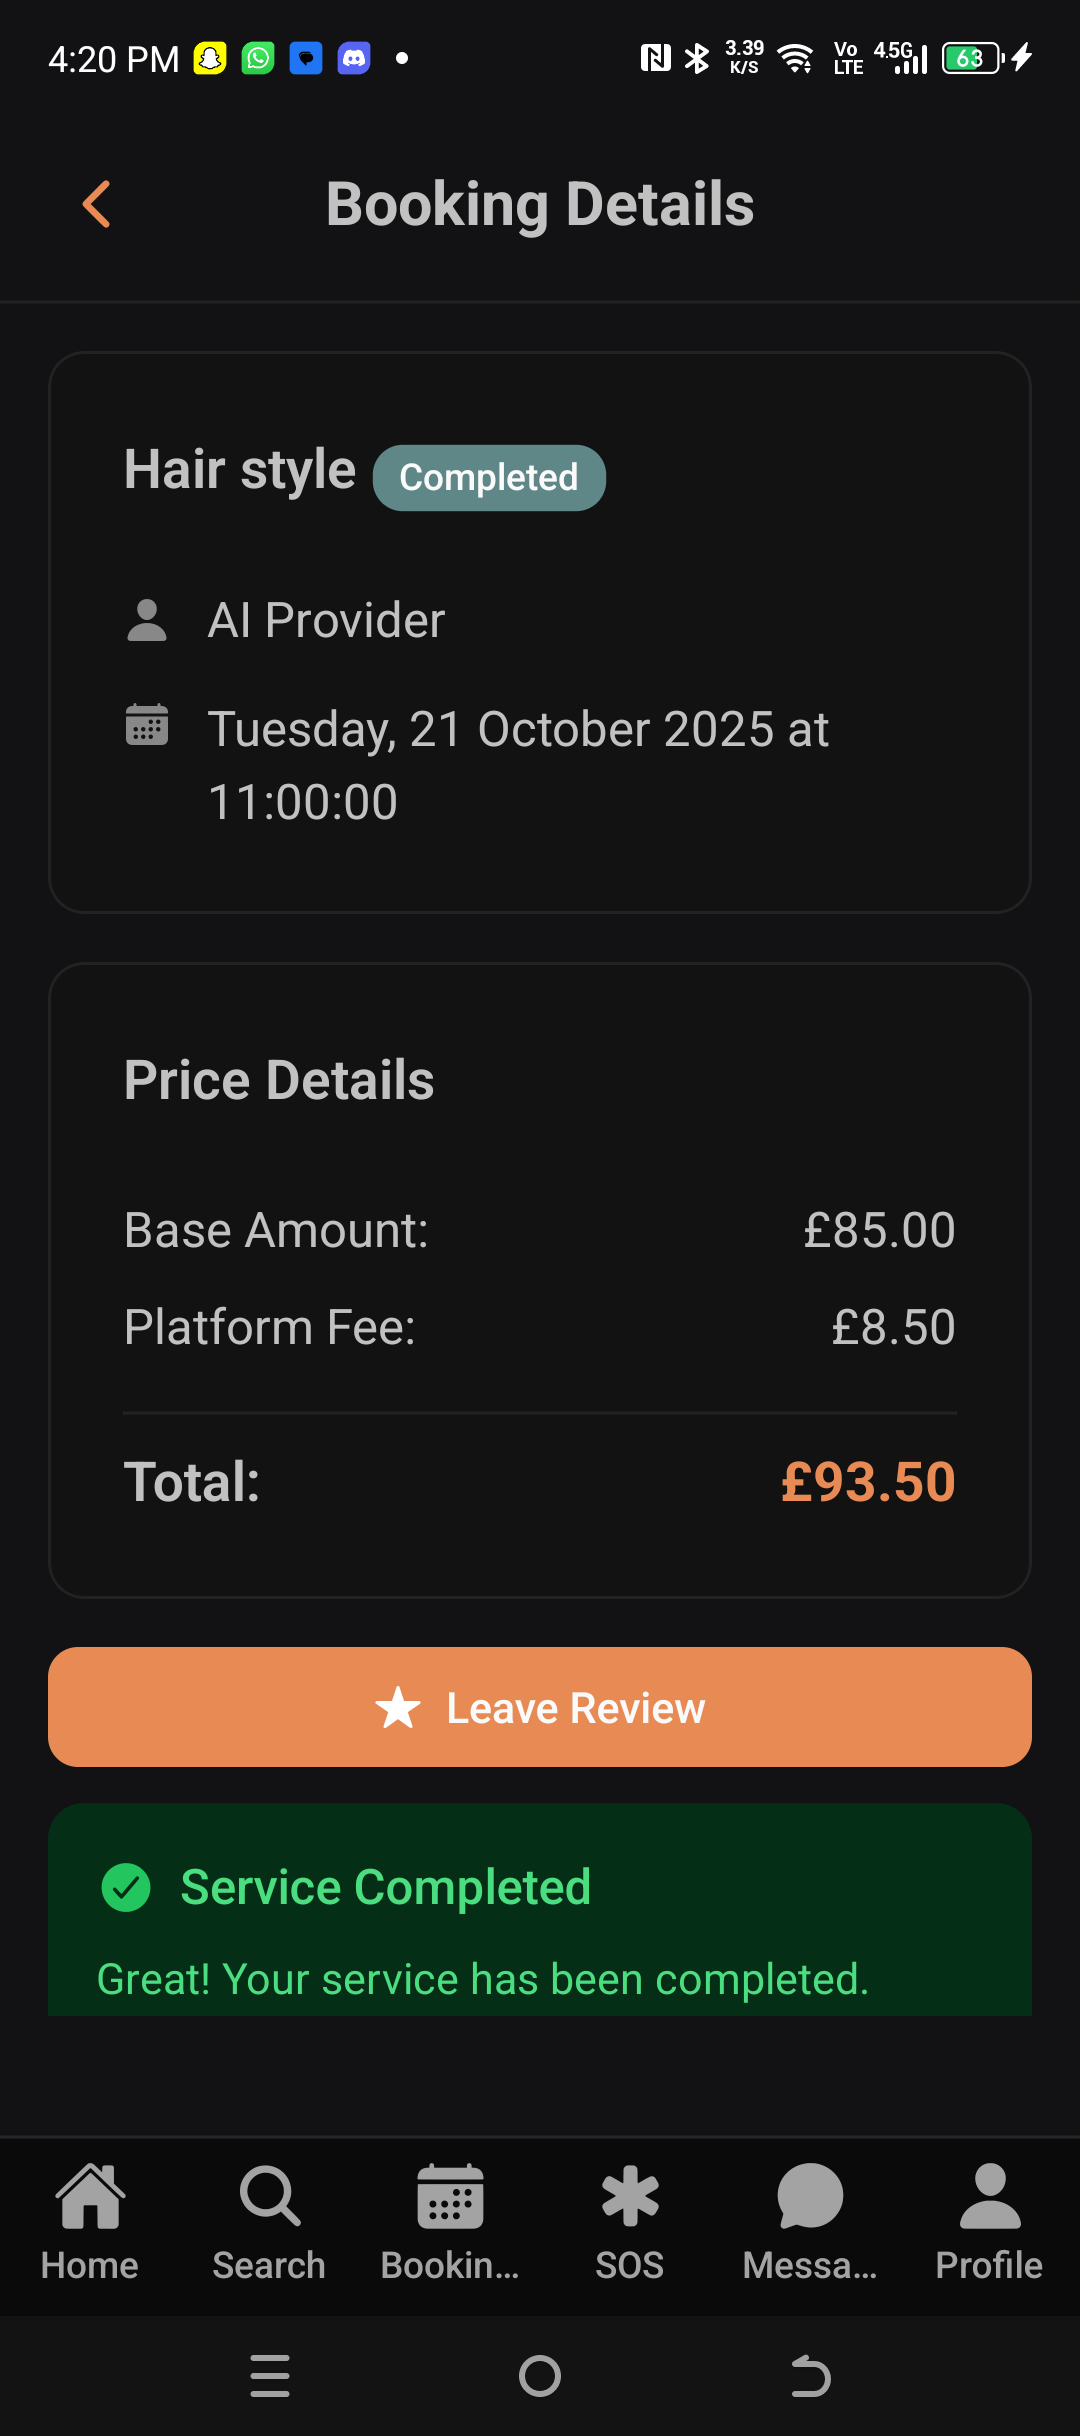 4:20 PM
3.39
K/S
Vo
LTE
4.5G
63
Booking Details
Hair style
Completed
AI Provider
Tuesday, 21 October 2025 at
11:00:00
Price Details
Base Amount: £85.00
Platform Fee: £8.50
Total: £93.50
Leave Review
Service Completed
Great! Your service has been completed.
Home Search Bookin... SOS Messa... Profile